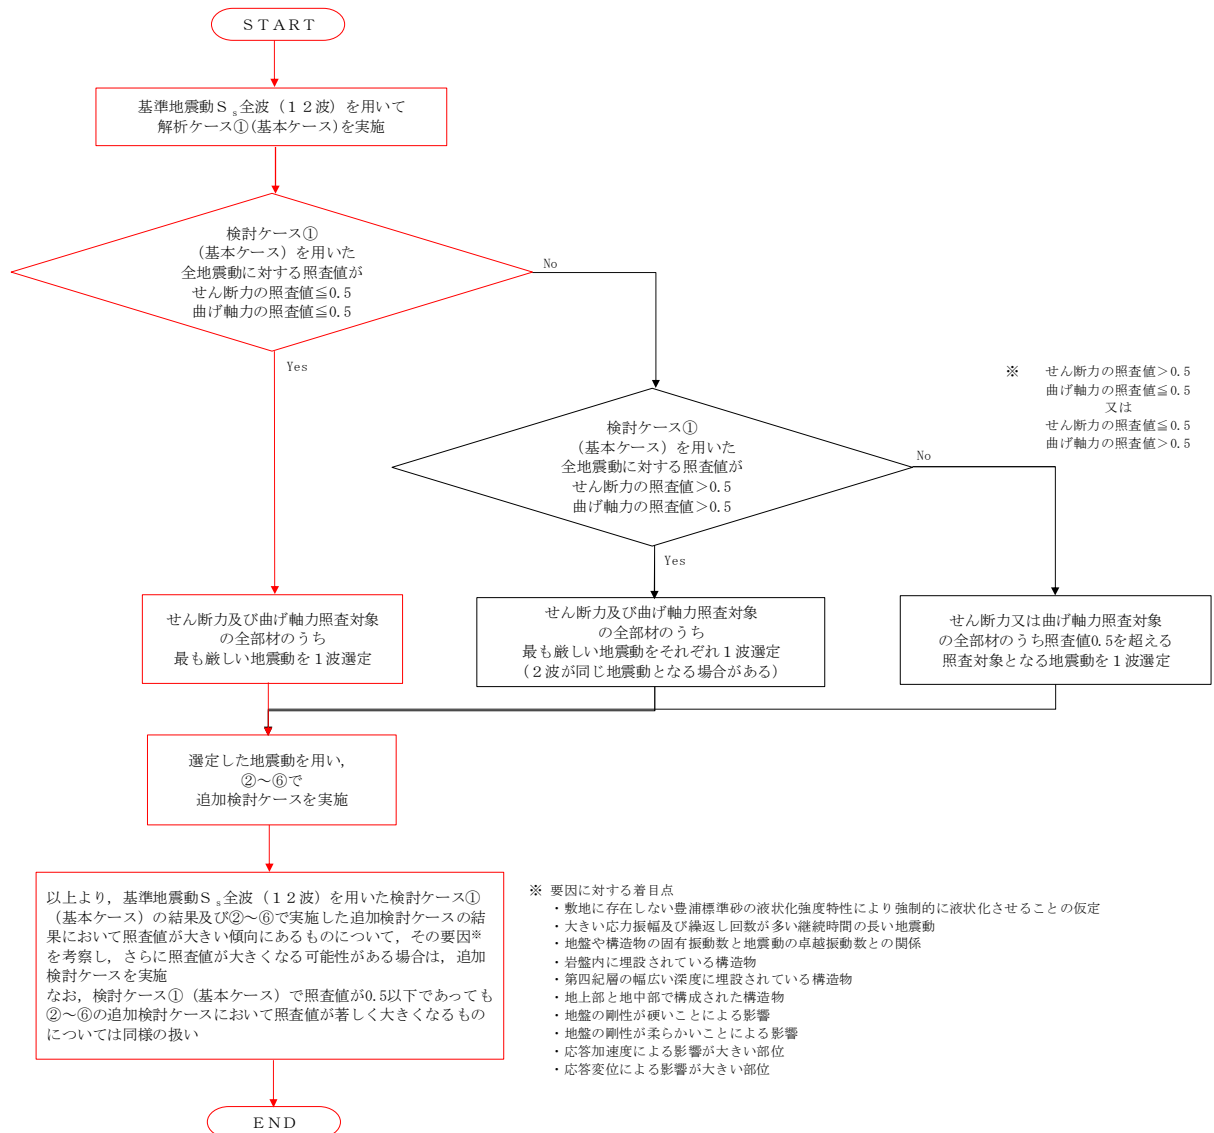 ＳＴＡＲＴ
基準地震動Ｓｓ全波（１２波）を用いて
解析ケース①(基本ケース)を実施
検討ケース①
（基本ケース）を用いた
全地震動に対する照査値が
せん断力の照査値≦0.5
曲げ軸力の照査値≦0.5
No
Yes
※　せん断力の照査値＞0.5
曲げ軸力の照査値≦0.5
又は
せん断力の照査値≦0.5
曲げ軸力の照査値＞0.5
検討ケース①
（基本ケース）を用いた
全地震動に対する照査値が
せん断力の照査値＞0.5
曲げ軸力の照査値＞0.5
No
Yes
せん断力及び曲げ軸力照査対象
の全部材のうち
最も厳しい地震動を１波選定
せん断力及び曲げ軸力照査対象
の全部材のうち
最も厳しい地震動をそれぞれ１波選定
（２波が同じ地震動となる場合がある）
せん断力又は曲げ軸力照査対象
の全部材のうち照査値0.5を超える
照査対象となる地震動を１波選定
選定した地震動を用い，
②～⑥で
追加検討ケースを実施
以上より，基準地震動Ｓｓ全波（１２波）を用いた検討ケース①
（基本ケース）の結果及び②～⑥で実施した追加検討ケースの結
果において照査値が大きい傾向にあるものについて，その要因※
を考察し，さらに照査値が大きくなる可能性がある場合は，追加
検討ケースを実施
なお，検討ケース①（基本ケース）で照査値が0.5以下であっても
②～⑥の追加検討ケースにおいて照査値が著しく大きくなるもの
については同様の扱い
※ 要因に対する着目点
・敷地に存在しない豊浦標準砂の液状化強度特性により強制的に液状化させることの仮定
・大きい応力振幅及び繰返し回数が多い継続時間の長い地震動
・地盤や構造物の固有振動数と地震動の卓越振動数との関係
・岩盤内に埋設されている構造物
・第四紀層の幅広い深度に埋設されている構造物
・地上部と地中部で構成された構造物
・地盤の剛性が硬いことによる影響
・地盤の剛性が柔らかいことによる影響
・応答加速度による影響が大きい部位
・応答変位による影響が大きい部位
ＥＮＤ